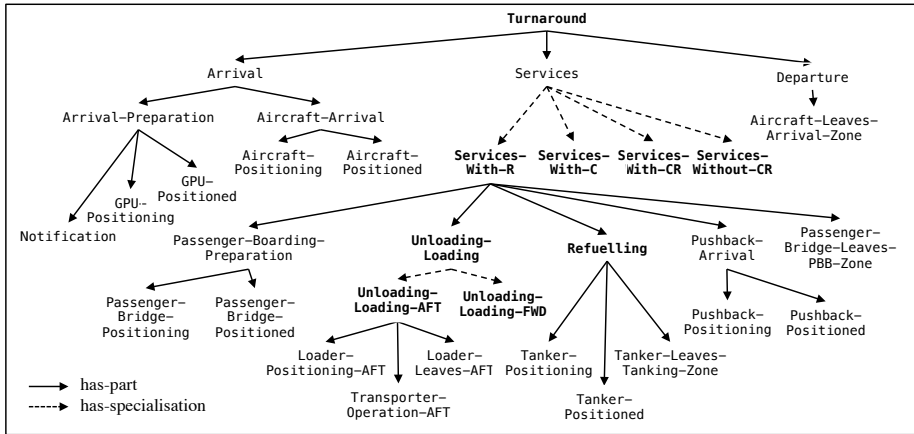 Turnaround
Arrival
Services
Departure
Arrival–Preparation
Aircraft–Arrival
Aircraft–Leaves–
Arrival–Zone
Aircraft–
Positioning
Aircraft–
Positioned
Services–
With–R
Services–
With–C
Services–
With–CR
Services–
Without–CR
GPU–
Positioned
GPU–
Positioning
Notification
Passenger–Boarding–
Preparation
Unloading–
Loading
Refuelling
Pushback–
Arrival
Passenger–
Bridge–Leaves–
PBB–Zone
Passenger–
Bridge–
Positioning
Passenger–
Bridge–
Positioned
Unloading–
Loading–AFT
Unloading–
Loading–FWD
Pushback–
Positioning
Pushback–
Positioned
Loader–
Positioning–AFT
Loader–
Leaves–AFT
Tanker–
Positioning
Tanker–Leaves–
Tanking–Zone
Transporter–
Operation–AFT
Tanker–
Positioned
has-part
has-specialisation